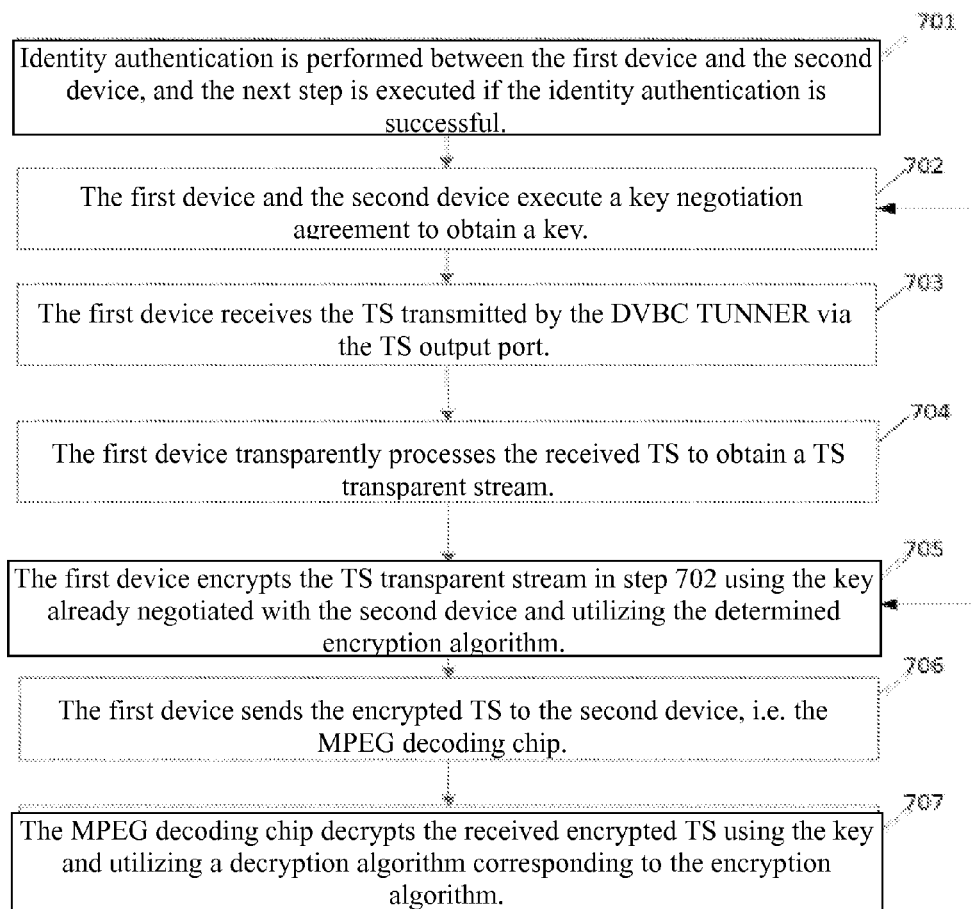 701
Identity authentication is performed between the first device and the second
device, and the next step is executed if the identity authentication is
successful.
702
The first device and the second device execute a key negotiation
agreement to obtain a key.
703
The first device receives the TS transmitted by the DVBC TUNNER via
the TS output port.
704
The first device transparently processes the received TS to obtain a TS
transparent stream.
705
The first device encrypts the TS transparent stream in step 702 using the key
already negotiated with the second device and utilizing the determined
encryption algorithm.
706
The first device sends the encrypted TS to the second device, i.e. the
MPEG decoding chip.
707
The MPEG decoding chip decrypts the received encrypted TS using the key
and utilizing a decryption algorithm corresponding to the encryption
algorithm.